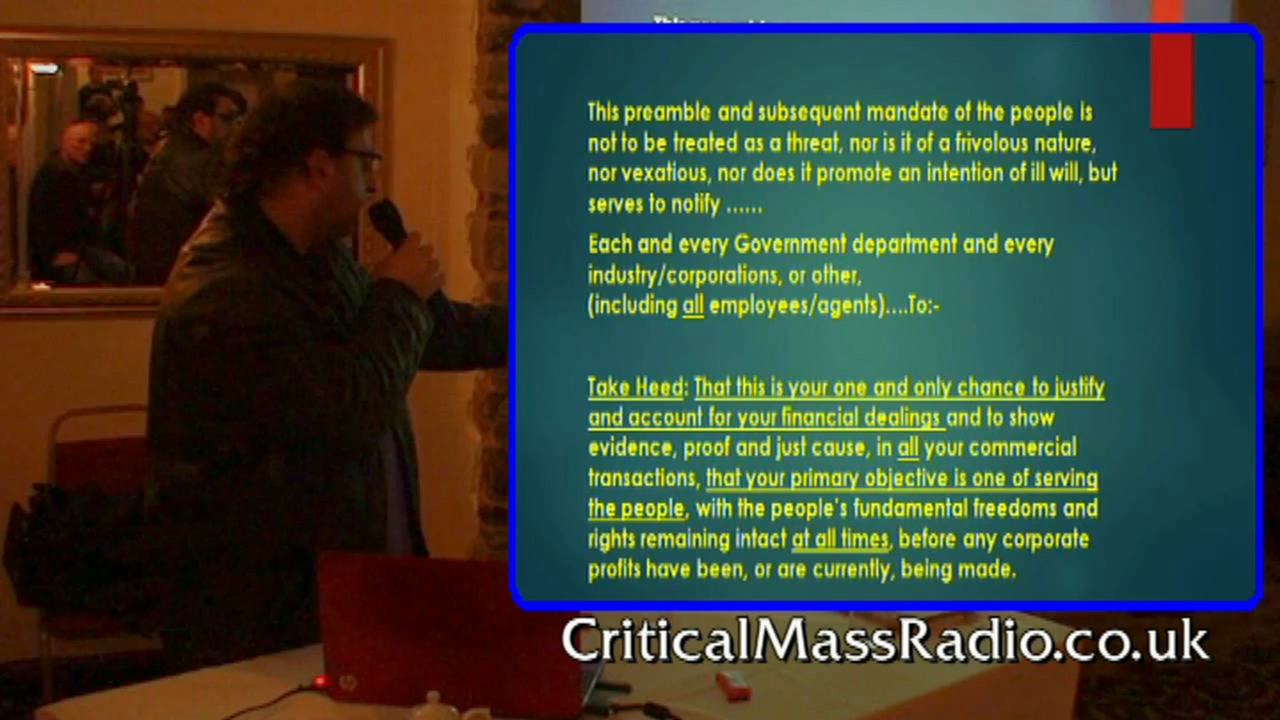 This preamble and subsequent mandate of the people is
not to be treated as a threat, nor is it of a frivolous nature,
nor vexatious, nor does it promote an intention of ill will, but
serves to notify ......
Each and every Government department and every
industry/corporations, or other,
(including all employees/agents)....To:-
Take Heed: That this is your one and only chance to justify
and account for your financial dealings and to show
evidence, proof and just cause, in all your commercial
transactions, that your primary objective is one of serving
the people, with the people's fundamental freedoms and
rights remaining intact at all times, before any corporate
profits have been, or are currently, being made.
CriticalMassRadio.co.uk
hp